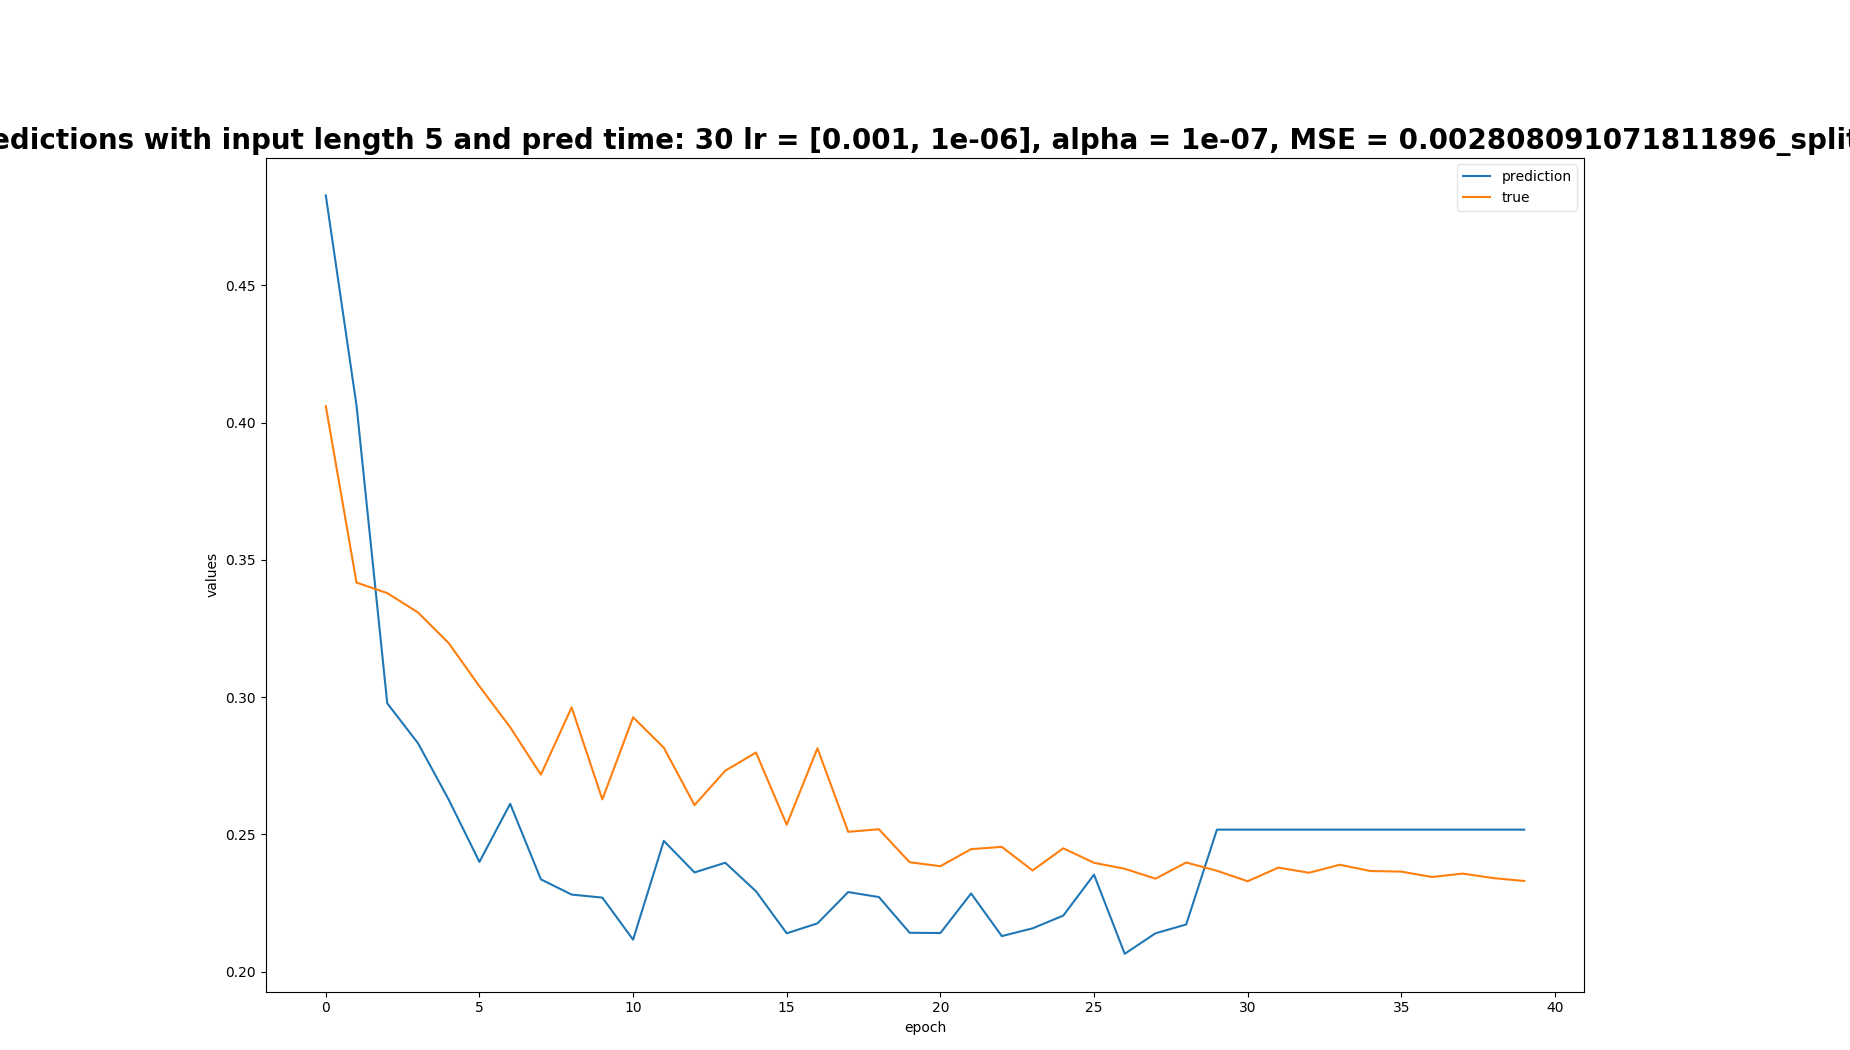 edictions with input length 5 and pred time: 30 lr = [0.001, 1e-06], alpha = 1e-07, MSE = 0.002808091071811896_split
prediction
true
0.45
0.40
0.35
0.30
0.25
0.20
values
0 5 10 15 20 25 30 35 40
epoch